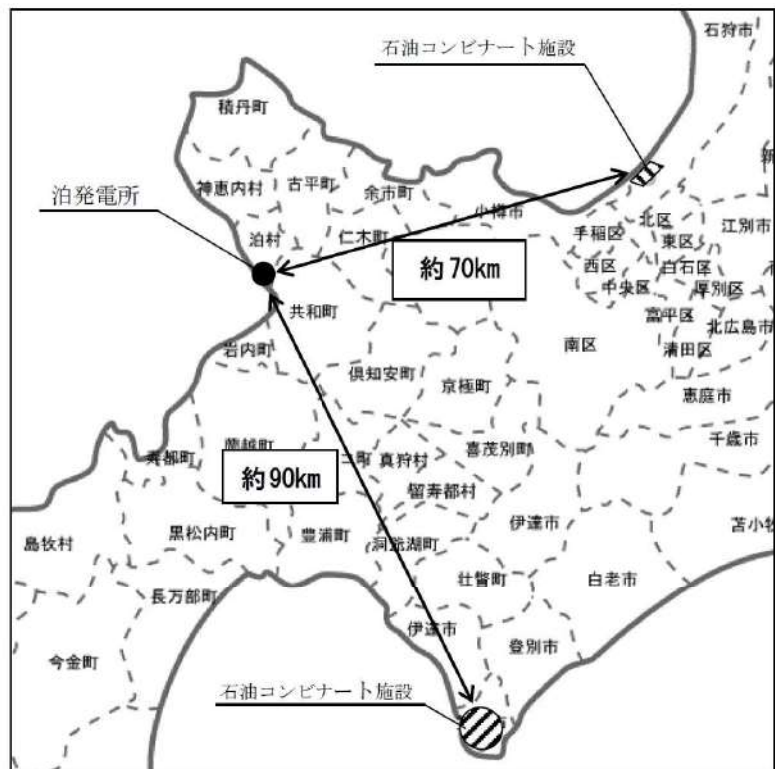 石狩市
石油コンビナート施設
積丹町
神恵内村
古平町
余市町
小樽市
泊発電所
泊村
仁木町
手稲区
北区
東区
江別市
新
西区
白石区
中央区
厚別区
約70km
共和町
富平区
北広島市
岩内町
南区
清田区
倶知安町
京極町
恵庭市
千歳市
蘭越町
寿都町
ニ町
真狩村
喜茂別町
約90km
留寿都村
島牧村
黒松内町
豊浦町
洞爺湖町
伊達市
苫小牧
壮瞥町
白老市
長万部町
伊達市
登別市
今金町
石油コンビナート施設